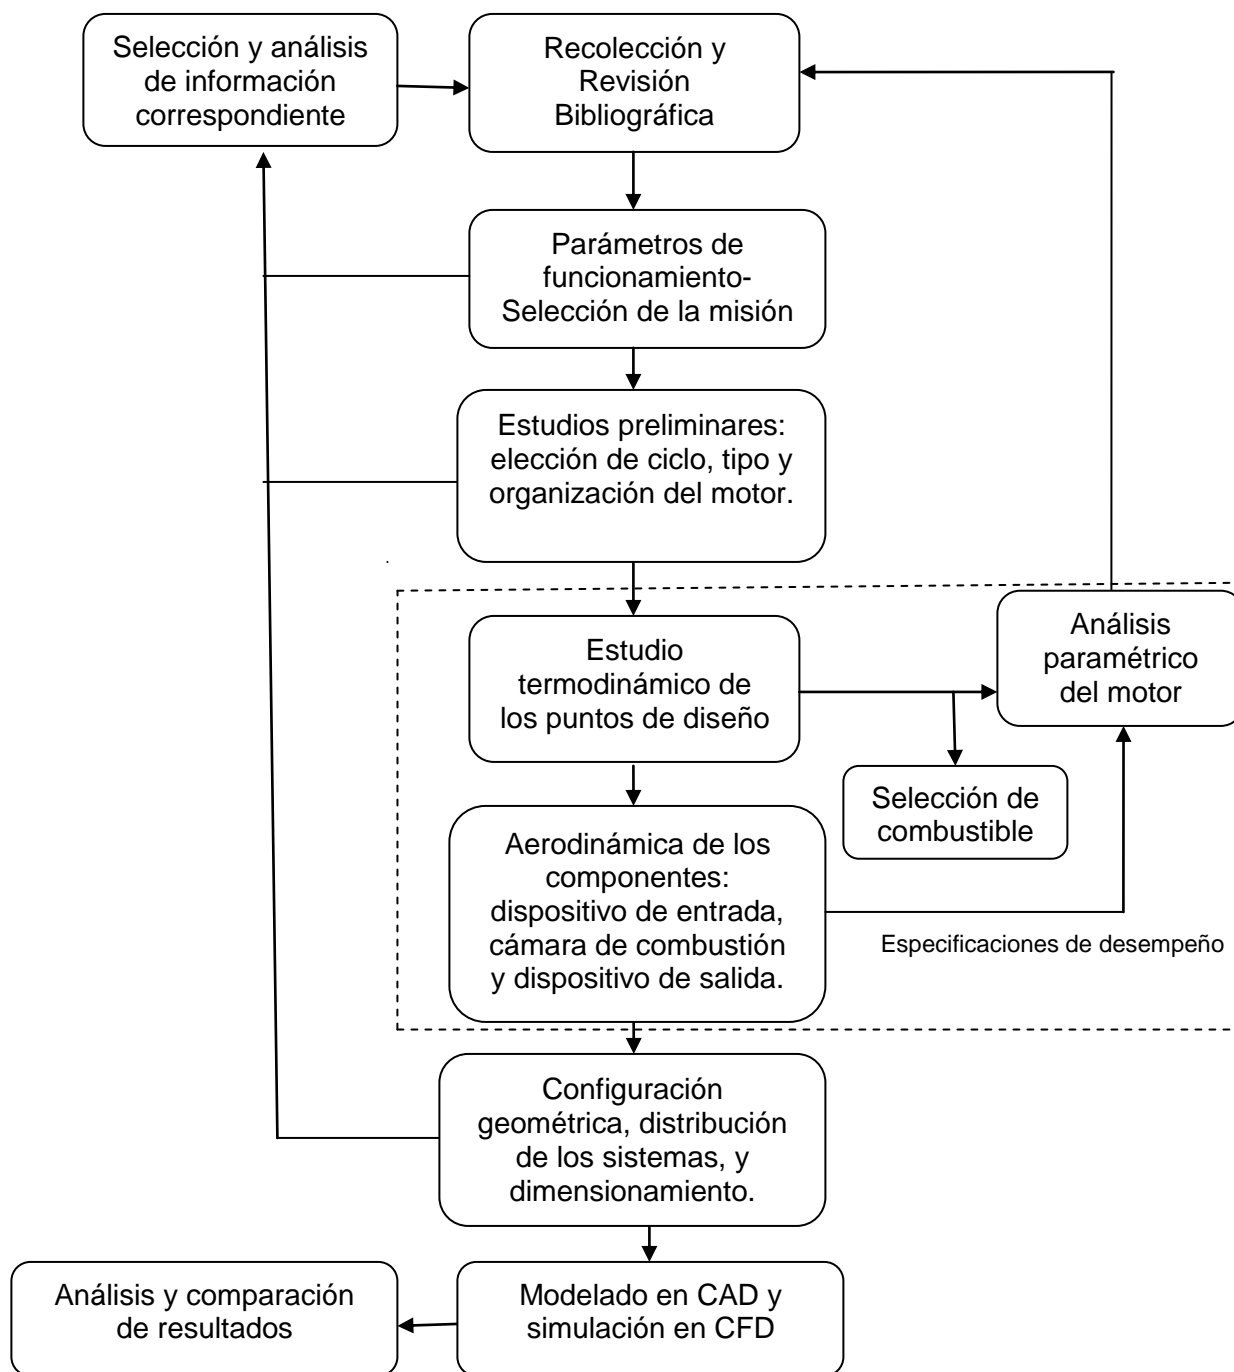 Selección y análisis
de información
correspondiente
Recolección y
Revisión
Bibliográfica
Parámetros de
funcionamiento-
Selección de la misión
Estudios preliminares:
elección de ciclo, tipo y
organización del motor.
Estudio
termodinámico de
los puntos de diseño
Análisis
paramétrico
del motor
Selección de
combustible
Aerodinámica de los
componentes:
dispositivo de entrada,
cámara de combustión
y dispositivo de salida.
Especificaciones de desempeño
Configuración
geométrica, distribución
de los sistemas, y
dimensionamiento.
Modelado en CAD y
simulación en CFD
Análisis y comparación
de resultados